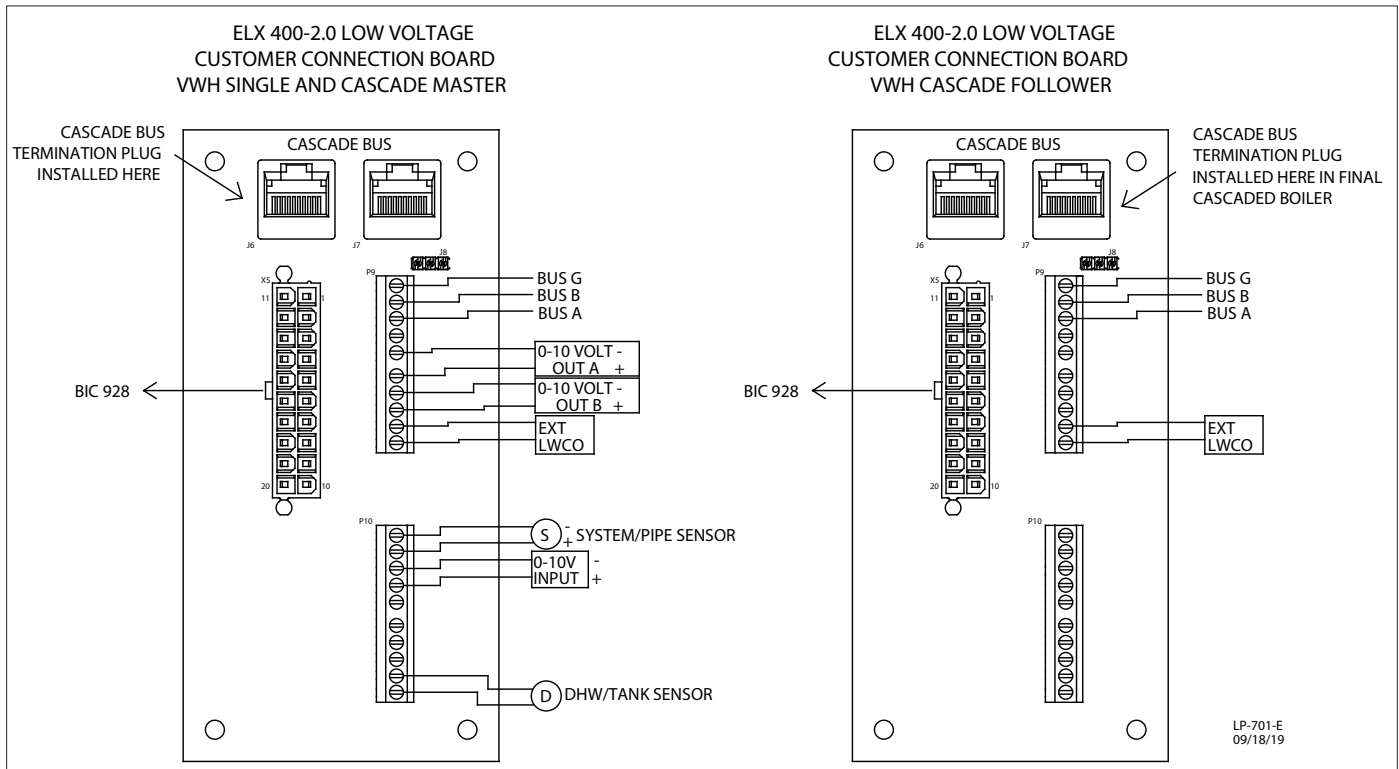 ELX 400-2.0 LOW VOLTAGE
CUSTOMER CONNECTION BOARD
VWH SINGLE AND CASCADE MASTER
CASCADE BUS
TERMINATION PLUG
INSTALLED HERE
CASCADE BUS
J6
J7
J8
X5
P9
11
1
BUS G
BUS B
BUS A
0-10 VOLT -
OUT A +
0-10 VOLT -
OUT B +
EXT
LWCO
BIC 928
20
10
P10
S
-
+
SYSTEM/PIPE SENSOR
0-10V -
INPUT +
D
DHW/TANK SENSOR
ELX 400-2.0 LOW VOLTAGE
CUSTOMER CONNECTION BOARD
VWH CASCADE FOLLOWER
CASCADE BUS
CASCADE BUS
TERMINATION PLUG
INSTALLED HERE IN FINAL
CASCADED BOILER
J6
J7
J8
X5
P9
11
1
BUS G
BUS B
BUS A
EXT
LWCO
BIC 928
20
10
P10
LP-701-E
09/18/19